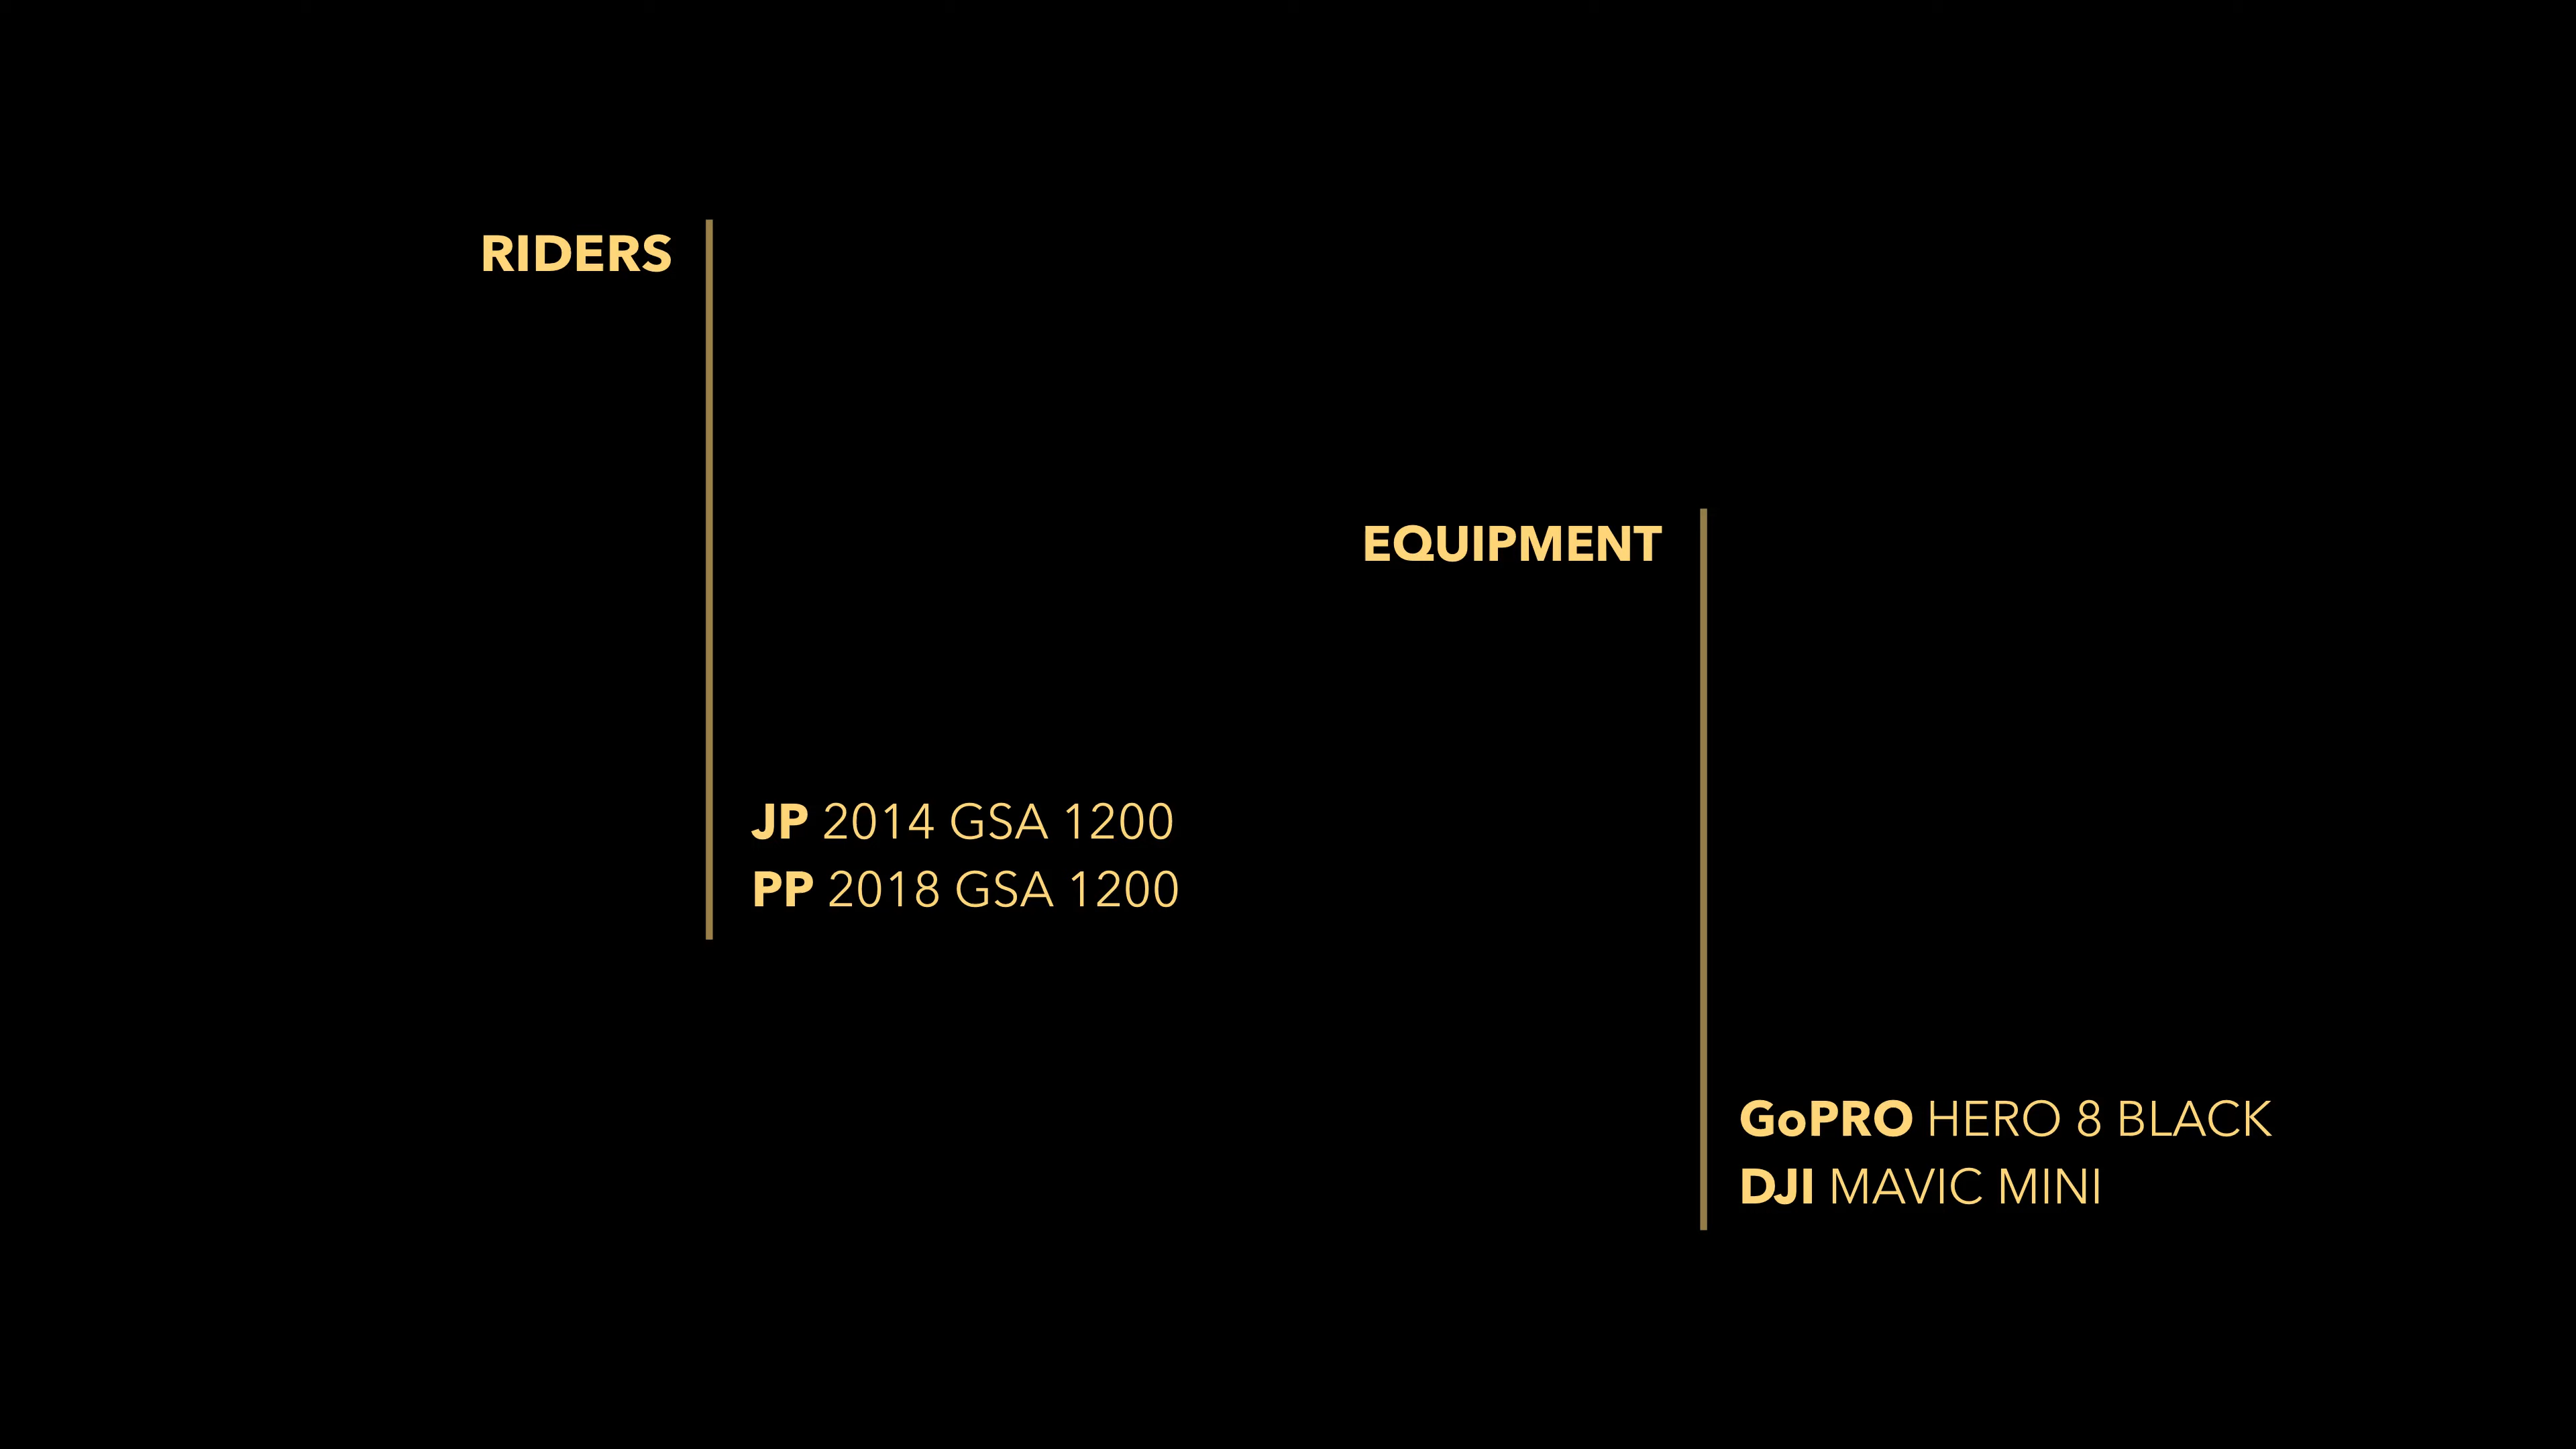 RIDERS
JP 2014 GSA 1200
PP 2018 GSA 1200
EQUIPMENT
GoPRO HERO 8 BLACK
DJI MAVIC MINI